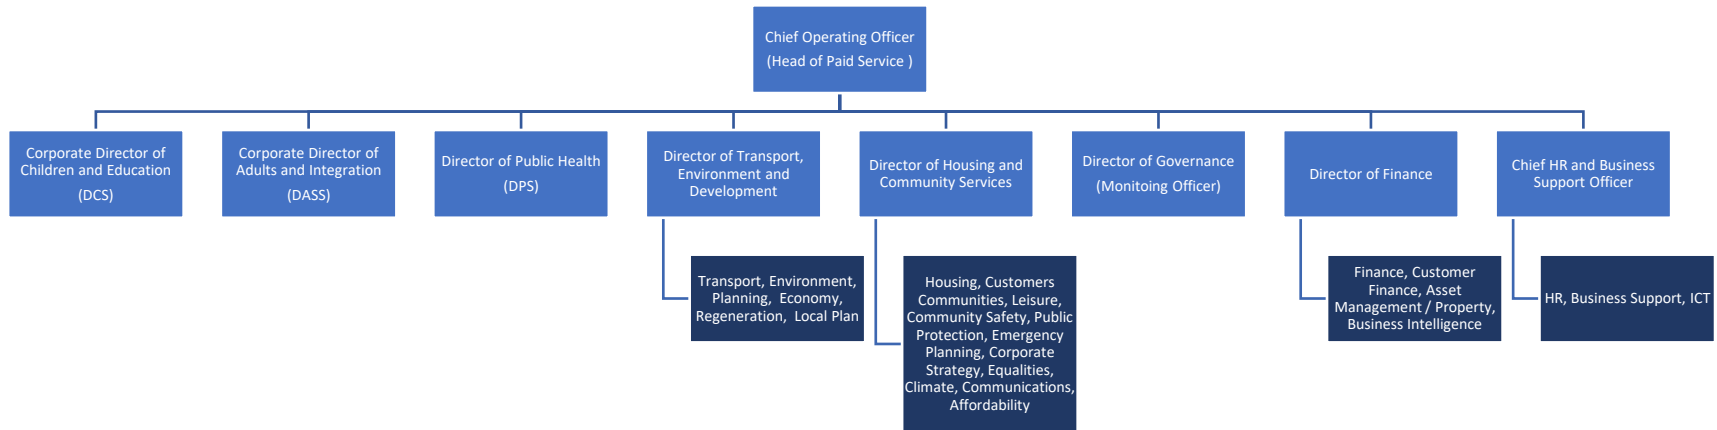 Chief Operating Officer
(Head of Paid Service )
Corporate Director of
Children and Education
(DCS)
Corporate Director of
Adults and Integration
(DASS)
Director of Public Health
(DPS)
Director of Transport,
Environment and
Development
Director of Housing and
Community Services
Director of Governance
(Monitoing Officer)
Director of Finance
Chief HR and Business
Support Officer
Transport, Environment,
Planning, Economy,
Regeneration, Local Plan
Housing, Customers
Communities, Leisure,
Community Safety, Public
Protection, Emergency
Planning, Corporate
Strategy, Equalities,
Climate, Communications,
Affordability
Finance, Customer
Finance, Asset
Management / Property,
Business Intelligence
HR, Business Support, ICT